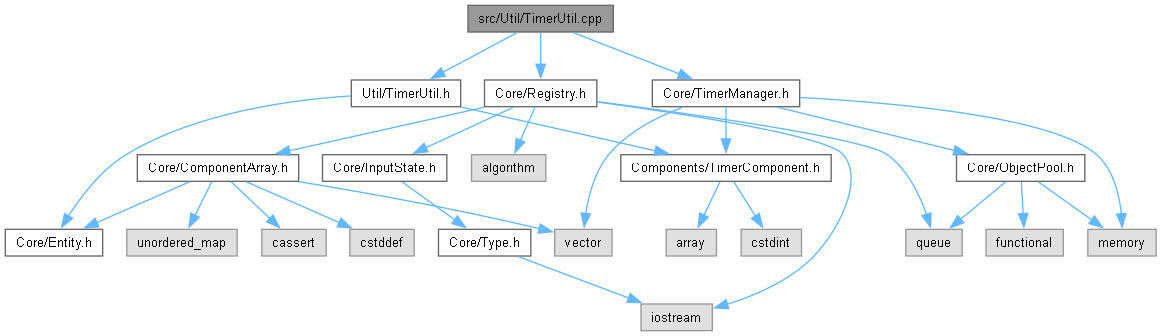 src/Util/TimerUtil.cpp
Util/TimerUtil.h
Core/Registry.h
Core/TimerManager.h
Core/ComponentArray.h
Core/InputState.h
algorithm
Components/TimerComponent.h
Core/ObjectPool.h
Core/Entity.h
unordered_map
cassert
cstddef
Core/Type.h
vector
array
cstdint
queue
functional
memory
iostream